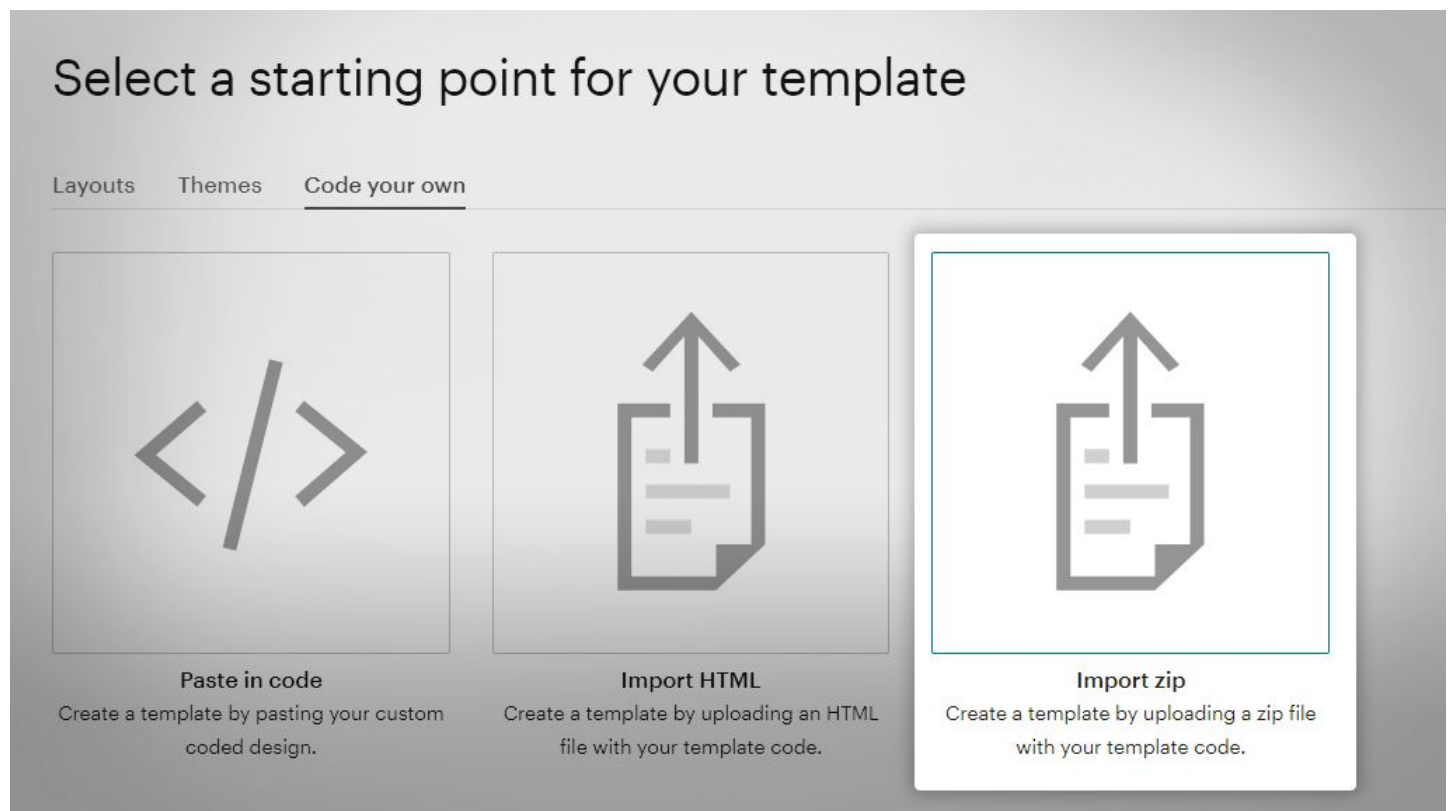 Select a starting point for your template
Layouts Themes Code your own
Paste in code
Create a template by pasting your custom
coded design.
Import HTML
Create a template by uploading an HTML
file with your template code.
Import zip
Create a template by uploading a zip file
with your template code.